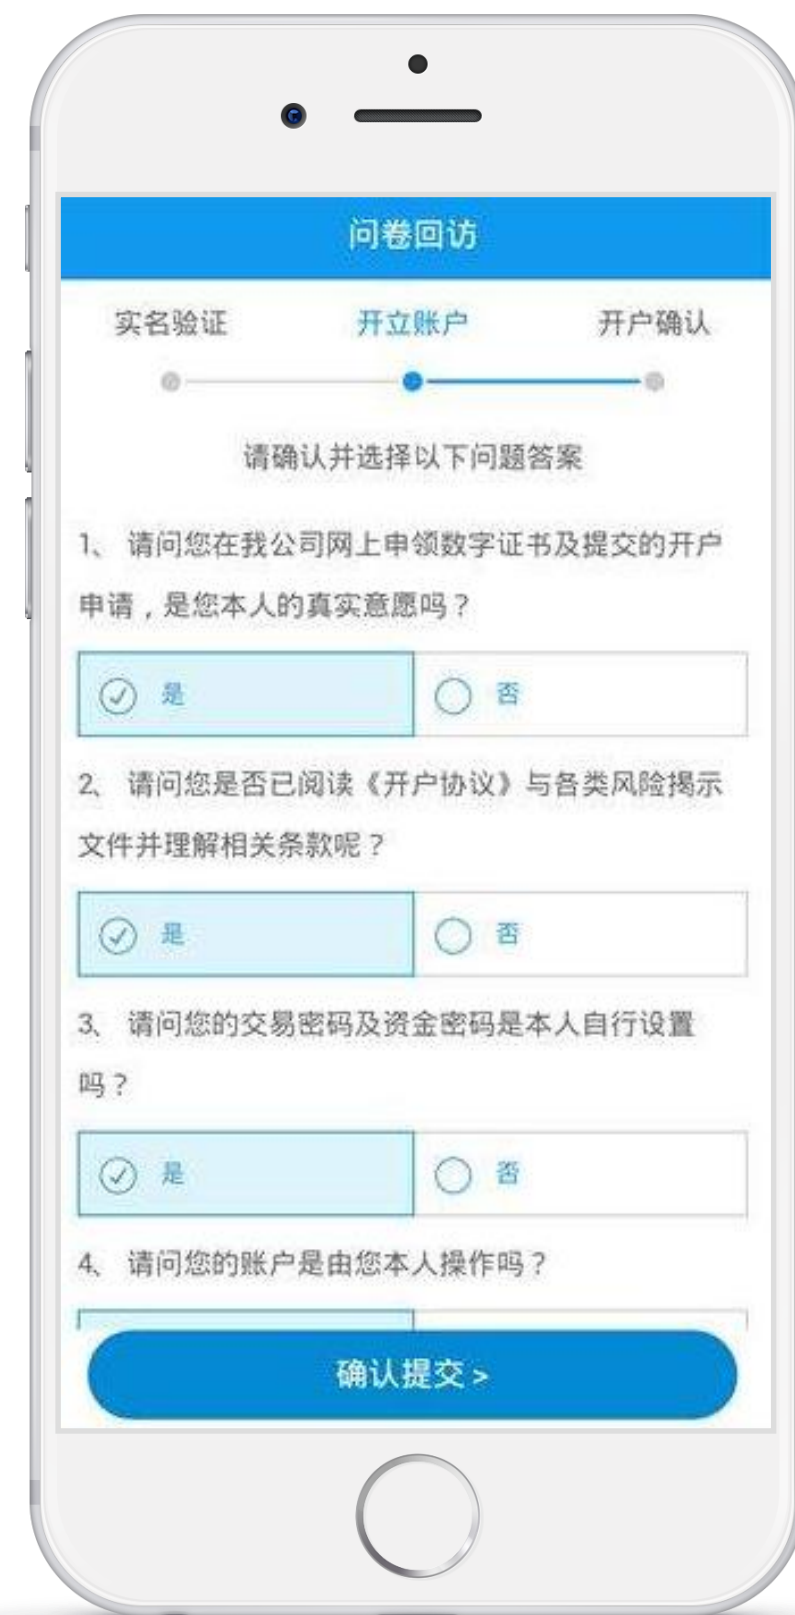 问卷回访
实名验证 开立账户 开户确认
请确认并选择以下问题答案
1、 请问您在我公司网上申领数字证书及提交的开户
申请，是您本人的真实意愿吗？
是 否
2、 请问您是否已阅读《开户协议》与各类风险揭示
文件并理解相关条款呢？
是 否
3、 请问您的交易密码及资金密码是本人自行设置
吗？
是 否
4、 请问您的账户是由您本人操作吗？
确认提交 >